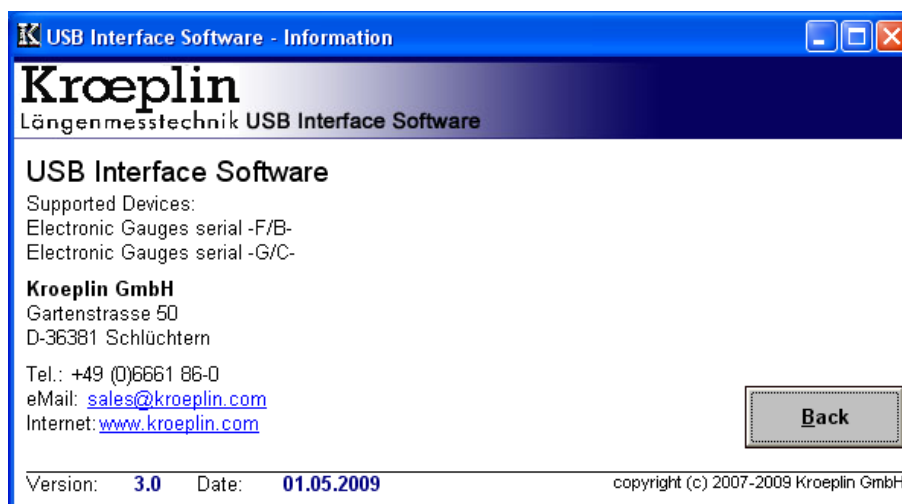 K USB Interface Software - Information
Kroeplin
Längenmesstechnik USB Interface Software
USB Interface Software
Supported Devices:
Electronic Gauges serial -F/B-
Electronic Gauges serial -G/C-
Kroeplin GmbH
Gartenstrasse 50
D-36381 Schlüchtern
Tel.: +49 (0)6661 86-0
eMail: sales@kroeplin.com
Internet: www.kroeplin.com
Back
Version: 3.0 Date: 01.05.2009 copyright (c) 2007-2009 Kroeplin GmbH